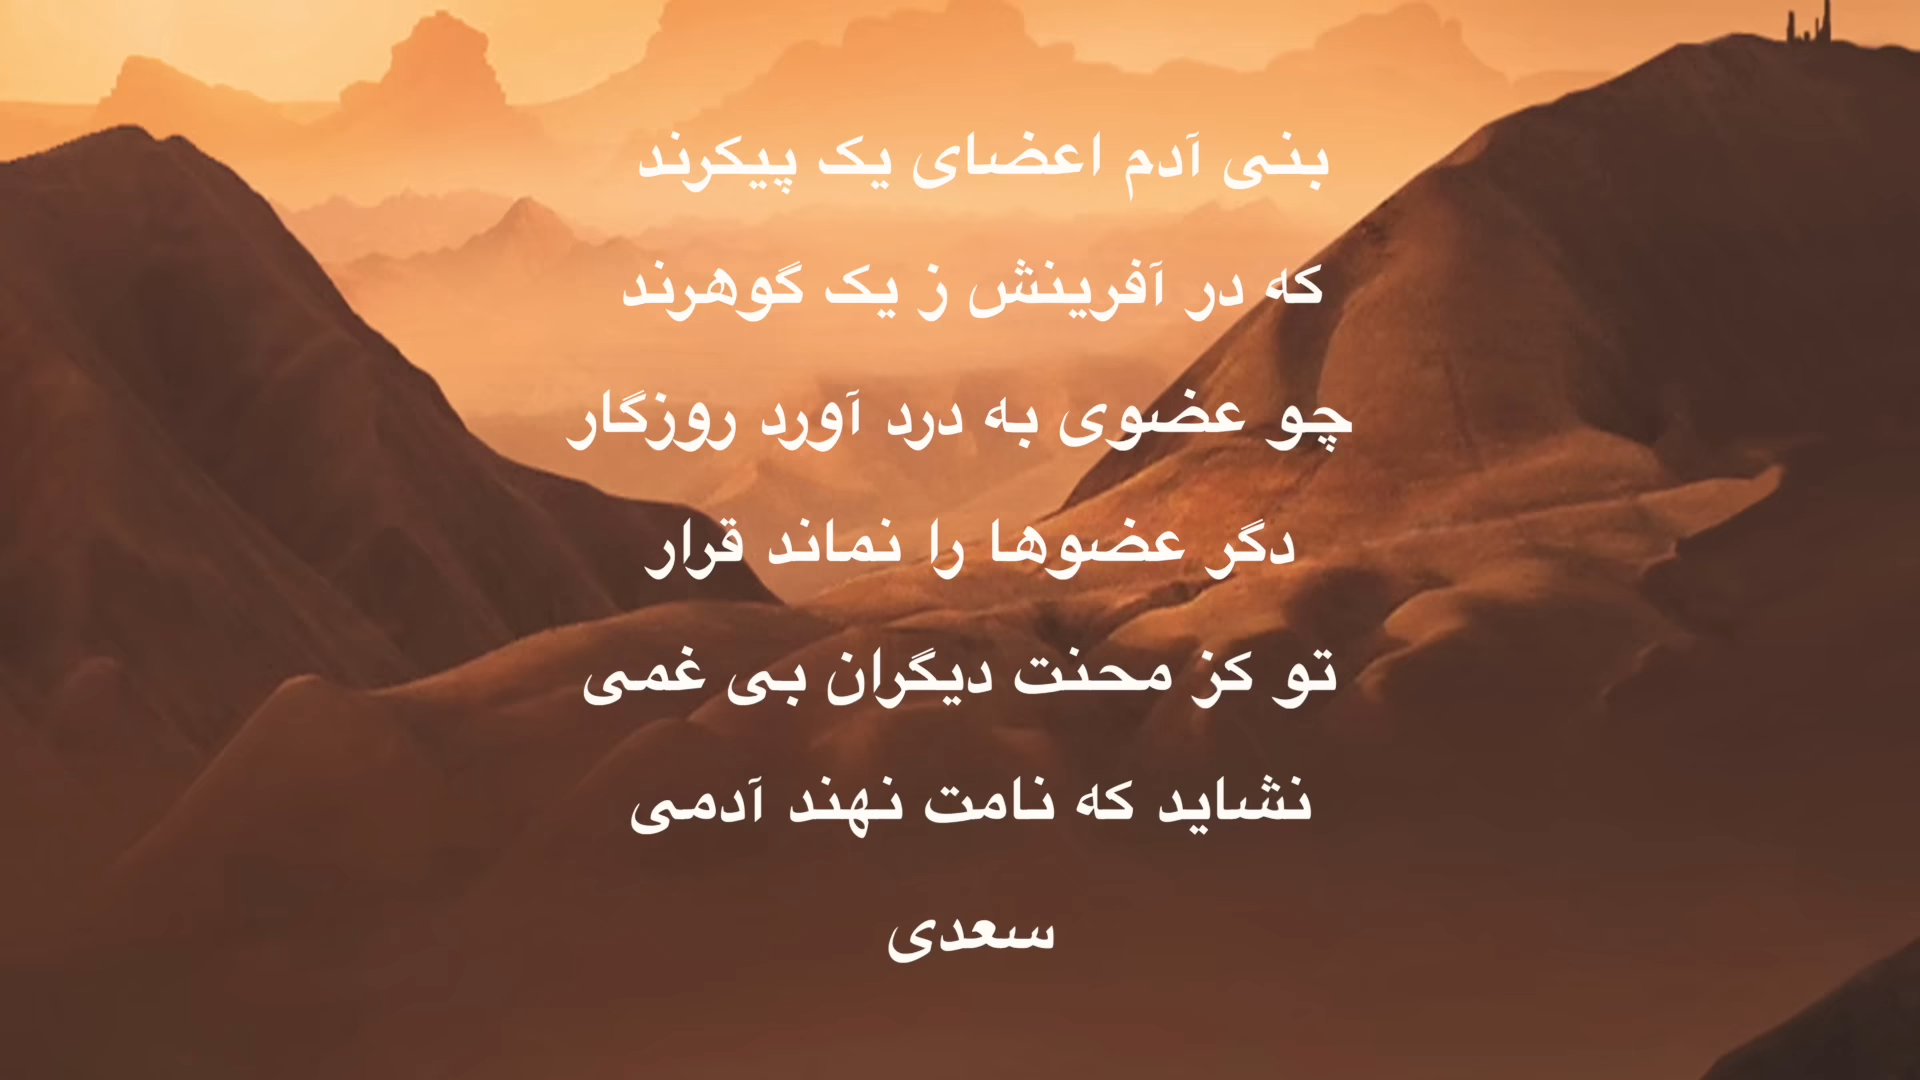 بنی آدم اعضای یک پیکرند
که در آفرینش ز یک گوهرند
چو عضوی به درد آورد روزگار
دگر عضوها را نماند قرار
تو کز محنت دیگران بی غمی
نشاید که نامت نهند آدمی
سعدی